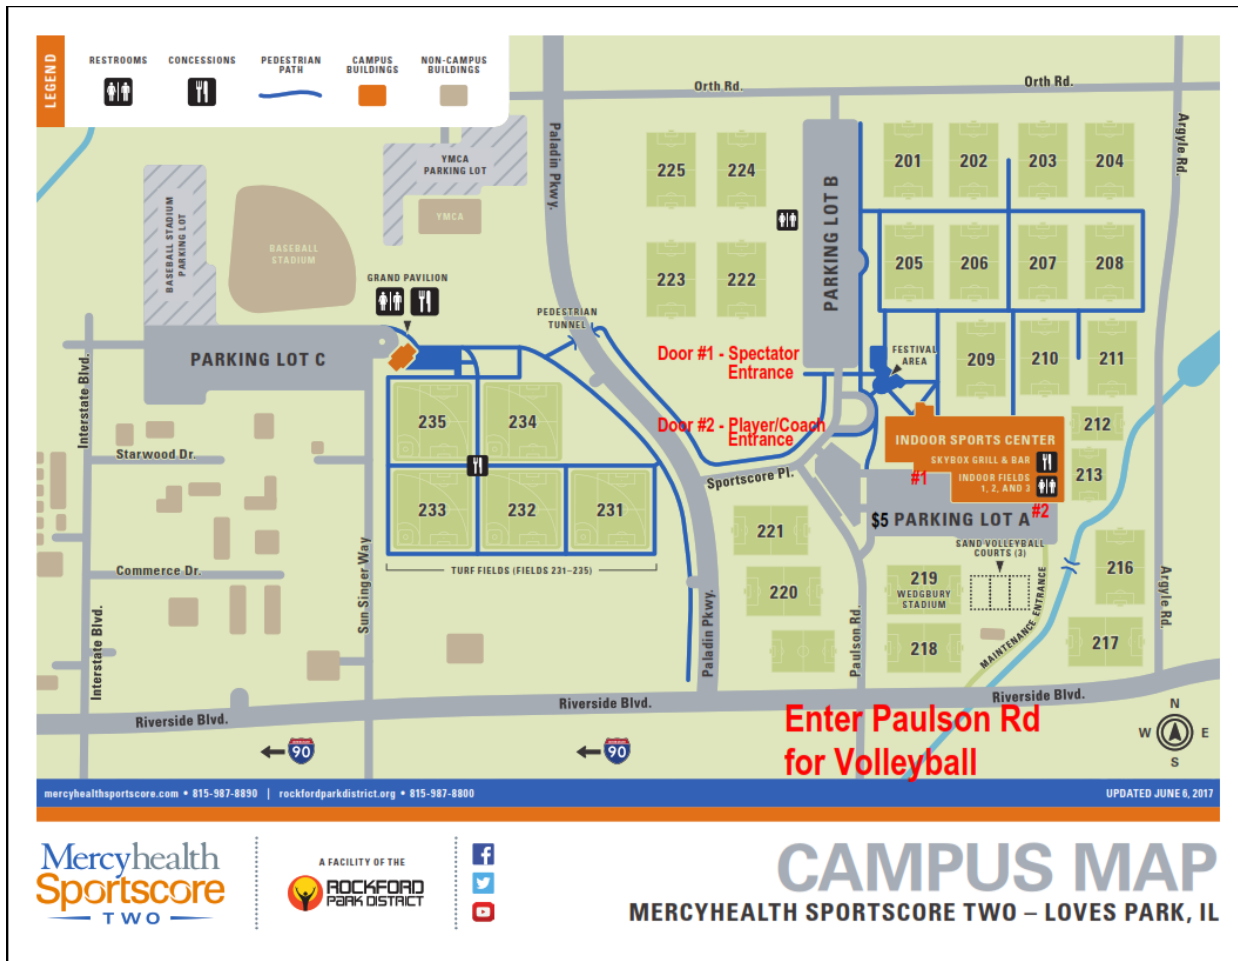 LEGEND
RESTROOMS
CONCESSIONS
PEDESTRIAN
PATH
CAMPUS
BUILDINGS
NON-CAMPUS
BUILDINGS
Orth Rd.
Orth Rd.
Paladin Pkwy.
Argyle Rd.
YMCA
PARKING LOT
YMCA
BASEBALL STADIUM
PARKING LOT
BASEBALL
STADIUM
GRAND PAVILION
PEDESTRIAN
TUNNEL
PARKING LOT B
225
224
223
222
201
202
203
204
205
206
207
208
209
210
211
212
213
FESTIVAL
AREA
Door #1 - Spectator
Entrance
Door #2 - Player/Coach
Entrance
PARKING LOT C
Interstate Blvd.
Starwood Dr.
Commerce Dr.
Interstate Blvd.
Sun Singer Way
235
234
233
232
231
TURF FIELDS (FIELDS 231–235)
Sportscore Pl.
INDOOR SPORTS CENTER
SKYBOX GRILL & BAR
INDOOR FIELDS
1, 2, AND 3
#1
#2
$5 PARKING LOT A
SAND VOLLEYBALL
COURTS (3)
221
220
219
WEDGBURY
STADIUM
218
216
217
MAINTENANCE ENTRANCE
Argyle Rd.
Paladin Pkwy.
Paulson Rd.
Riverside Blvd.
Riverside Blvd.
Riverside Blvd.
90
90
Enter Paulson Rd
for Volleyball
N
W
E
S
mercyhealthsportscore.com • 815-987-8890 | rockfordparkdistrict.org • 815-987-8800
UPDATED JUNE 6, 2017
Mercyhealth
Sportscore
TWO
A FACILITY OF THE
ROCKFORD
PARK DISTRICT
CAMPUS MAP
MERCYHEALTH SPORTSCORE TWO – LOVES PARK, IL